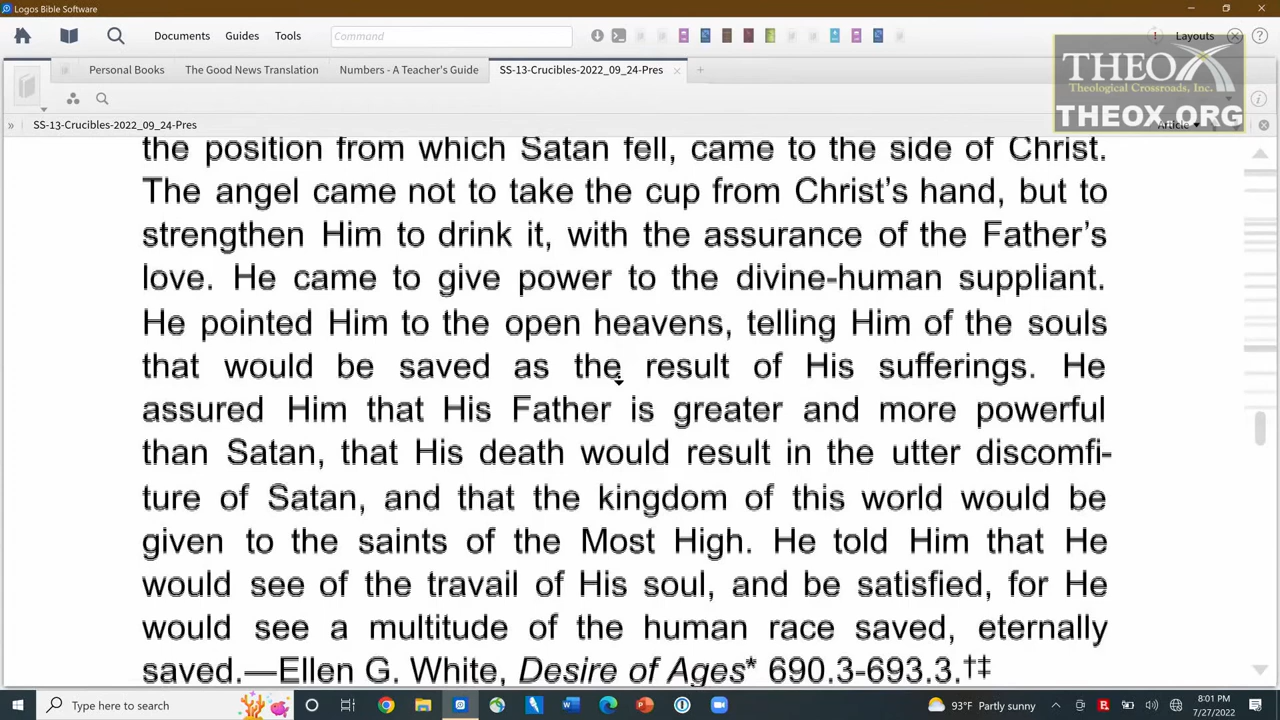 Logos Bible Software
Documents Guides Tools Command Layouts
Personal Books The Good News Translation Numbers - A Teacher's Guide SS-13-Crucibles-2022_09_24-Pres
THEOX
Theological Crossroads, Inc.
THEOX.ORG
SS-13-Crucibles-2022_09_24-Pres Article
the position from which Satan fell, came to the side of Christ.
The angel came not to take the cup from Christ's hand, but to
strengthen Him to drink it, with the assurance of the Father's
love. He came to give power to the divine-human suppliant.
He pointed Him to the open heavens, telling Him of the souls
that would be saved as the result of His sufferings. He
assured Him that His Father is greater and more powerful
than Satan, that His death would result in the utter discomfi-
ture of Satan, and that the kingdom of this world would be
given to the saints of the Most High. He told Him that He
would see of the travail of His soul, and be satisfied, for He
would see a multitude of the human race saved, eternally
saved.—Ellen G. White, Desire of Ages* 690.3-693.3.†‡
Type here to search 93°F Partly sunny 8:01 PM
7/27/2022